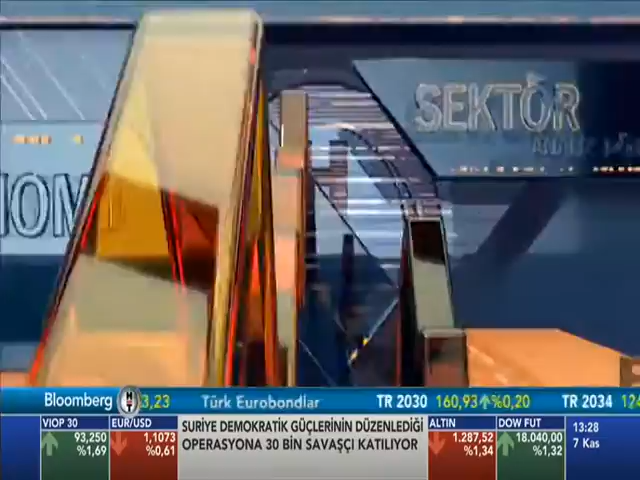 SEKTÖR
Bloomberg HT 3,23 Türk Eurobondlar TR 2030 160,93 %0,20 TR 2034 124
VIOP 30
93,250
%1,69
EUR/USD
1,1073
%0,61
SURİYE DEMOKRATİK GÜÇLERİNİN DÜZENLEDİĞİ
OPERASYONA 30 BİN SAVAŞÇI KATILIYOR
ALTIN
1.287,52
%1,34
DOW FUT
18.040,00
%1,32
13:28
7 Kas